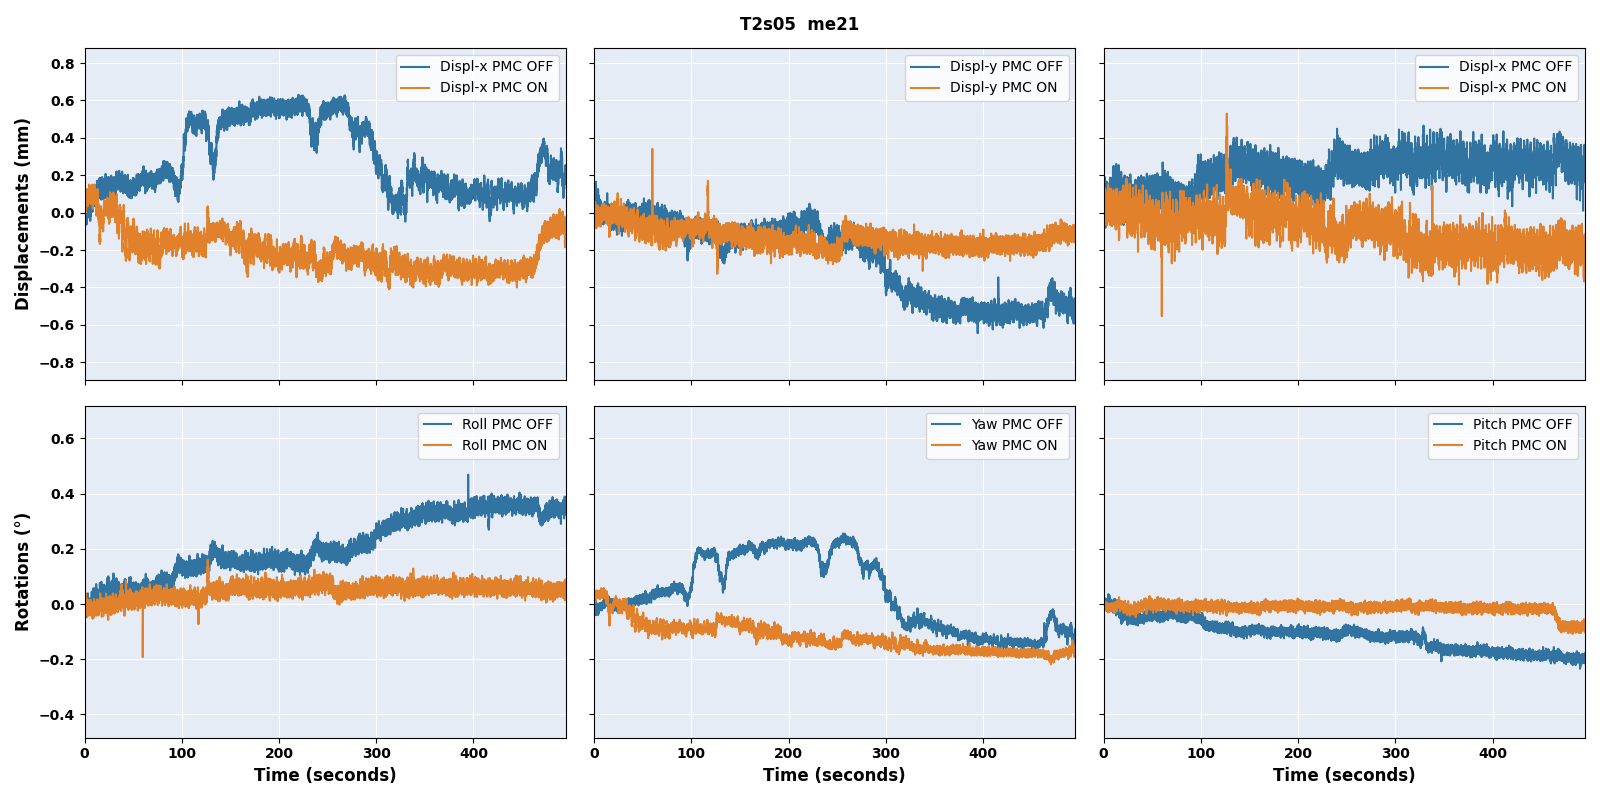 T2s05 me21
Displacements (mm)
0.8
0.6
0.4
0.2
0.0
−0.2
−0.4
−0.6
−0.8
Displ-x PMC OFF
Displ-x PMC ON
Displ-y PMC OFF
Displ-y PMC ON
Displ-x PMC OFF
Displ-x PMC ON
Rotations (°)
0.6
0.4
0.2
0.0
−0.2
−0.4
Roll PMC OFF
Roll PMC ON
Yaw PMC OFF
Yaw PMC ON
Pitch PMC OFF
Pitch PMC ON
0 100 200 300 400
0 100 200 300 400
0 100 200 300 400
Time (seconds)
Time (seconds)
Time (seconds)